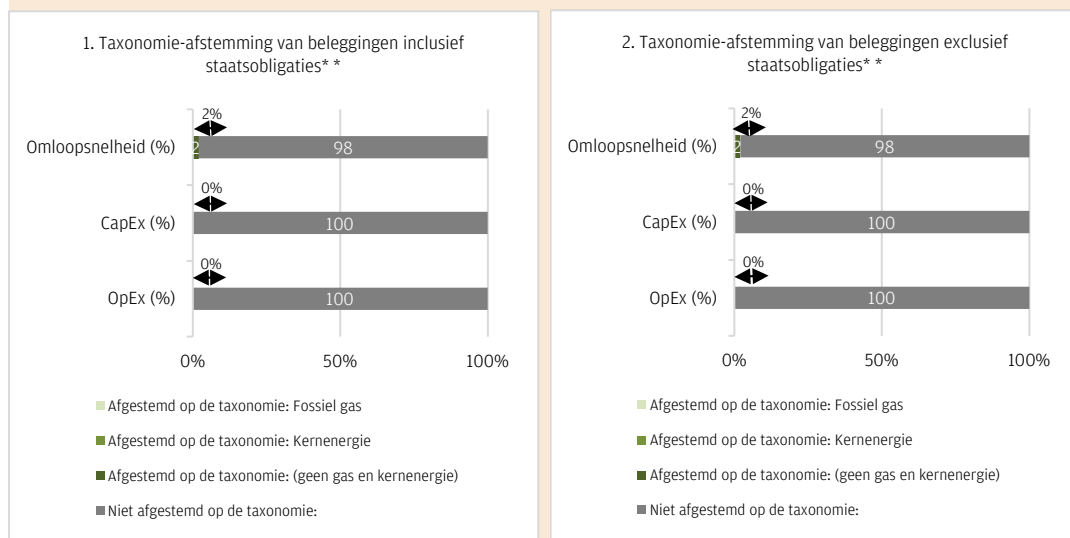 1. Taxonomie-afstemming van beleggingen inclusief
staatsobligaties* *
2%
Omloopsnelheid (%)
2
98
0%
CapEx (%)
100
0%
OpEx (%)
100
0%
50%
100%
Afgestemd op de taxonomie: Fossiel gas
Afgestemd op de taxonomie: Kernenergie
Afgestemd op de taxonomie: (geen gas en kernenergie)
Niet afgestemd op de taxonomie:
2. Taxonomie-afstemming van beleggingen exclusief
staatsobligaties* *
2%
Omloopsnelheid (%)
2
98
0%
CapEx (%)
100
0%
OpEx (%)
100
0%
50%
100%
Afgestemd op de taxonomie: Fossiel gas
Afgestemd op de taxonomie: Kernenergie
Afgestemd op de taxonomie: (geen gas en kernenergie)
Niet afgestemd op de taxonomie: